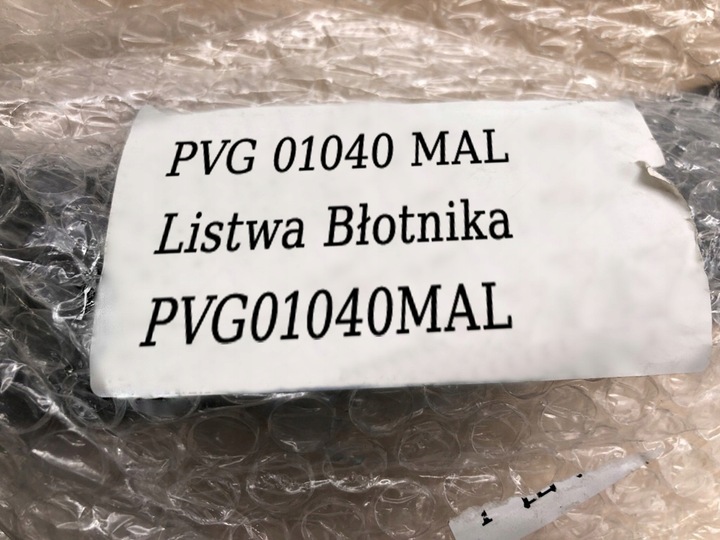 PVG 01040 MAL
Listwa Błotnika
PVG01040MAL